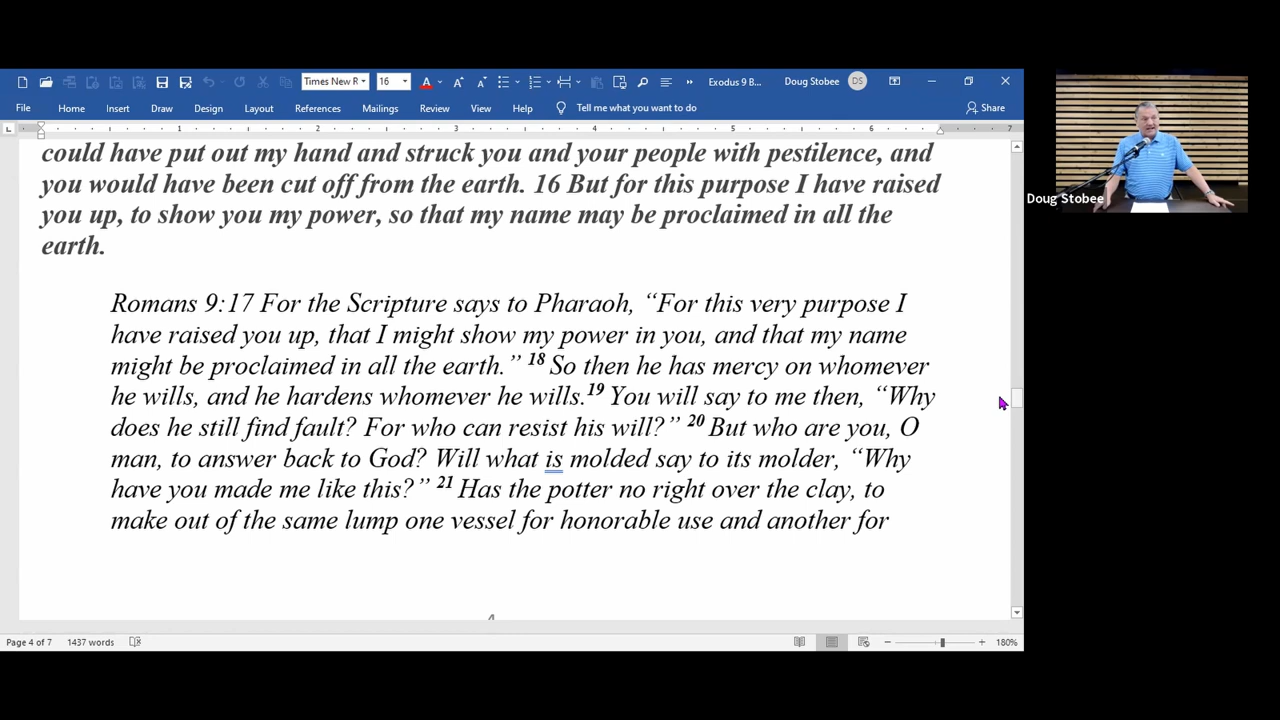 Times New R
16
Exodus 9 B...
Doug Stobee
DS
File
Home
Insert
Draw
Design
Layout
References
Mailings
Review
View
Help
Tell me what you want to do
Share
1 2 3 4 5 6 7
could have put out my hand and struck you and your people with pestilence, and
you would have been cut off from the earth. 16 But for this purpose I have raised
you up, to show you my power, so that my name may be proclaimed in all the
earth.
Romans 9:17 For the Scripture says to Pharaoh, “For this very purpose I
have raised you up, that I might show my power in you, and that my name
might be proclaimed in all the earth.” 18 So then he has mercy on whomever
he wills, and he hardens whomever he wills.19 You will say to me then, “Why
does he still find fault? For who can resist his will?” 20 But who are you, O
man, to answer back to God? Will what is molded say to its molder, “Why
have you made me like this?” 21 Has the potter no right over the clay, to
make out of the same lump one vessel for honorable use and another for
Page 4 of 7
1437 words
180%
Doug Stobee